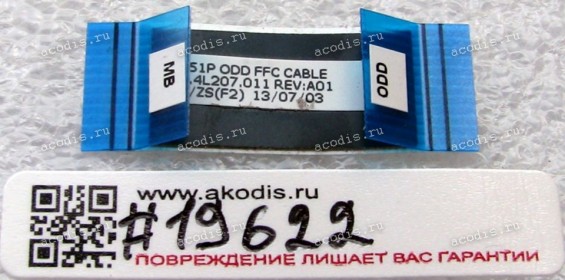 MB
51P ODD FFC CABLE
.4L207.011 REV:A01
/ZS(F2) 13/07/03
ODD
www.akodis.ru
#19622
ПОВРЕЖДЕНИЕ ЛИШАЕТ ВАС ГАРАНТИИ